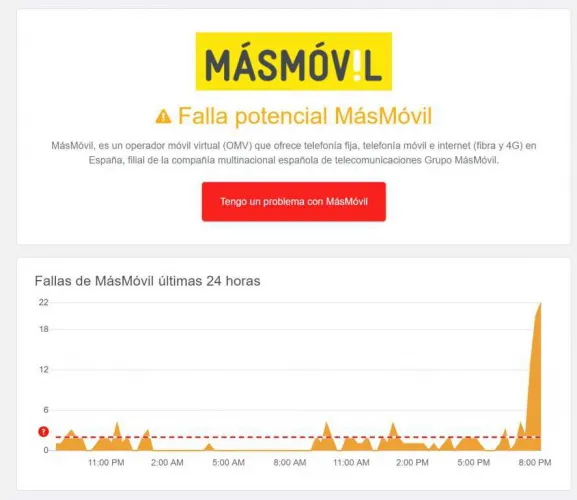 MÁSMÓV!L
Falla potencial MásMóvil
MásMóvil, es un operador móvil virtual (OMV) que ofrece telefonía fija, telefonía móvil e internet (fibra y 4G) en
España, filial de la compañía multinacional española de telecomunicaciones Grupo MásMóvil.
Tengo un problema con MásMóvil
Fallas de MásMóvil últimas 24 horas
22
18
12
6
?
0
11:00 PM 2:00 AM 5:00 AM 8:00 AM 11:00 AM 2:00 PM 5:00 PM 8:00 PM